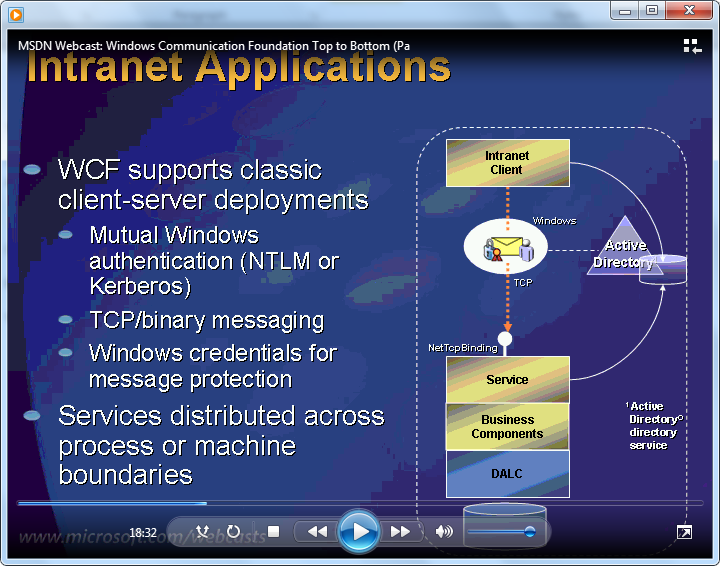 MSDN Webcast: Windows Communication Foundation Top to Bottom (Pa
Intranet Applications
WCF supports classic
client-server deployments
Mutual Windows
authentication (NTLM or
Kerberos)
TCP/binary messaging
Windows credentials for
message protection
Services distributed across
process or machine
boundaries
Intranet
Client
Windows
Active
Directory¹
TCP
NetTcpBinding
Service
Business
Components
DALC
¹ Active
Directory
directory
service
18:32
www.microsoft.com/webcasts